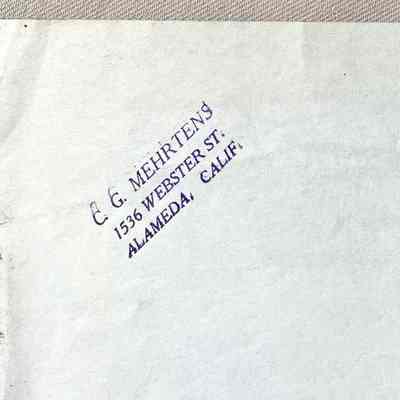 C. G. MEHRTENS
1536 WEBSTER ST.
ALAMEDA, CALIF.